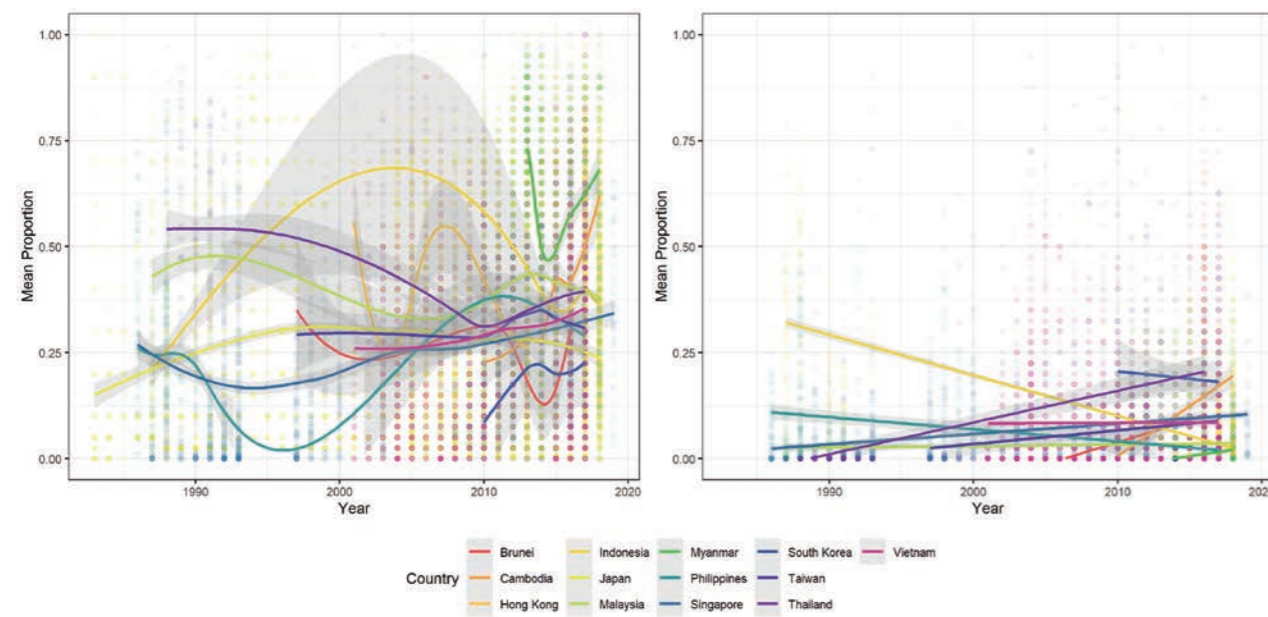 1.00
0.75
0.50
0.25
0.00
Mean Proportion
1990
2000
2010
2020
Year
1.00
0.75
0.50
0.25
0.00
Mean Proportion
1990
2000
2010
202
Year
Country
Brunei
Cambodia
Hong Kong
Indonesia
Japan
Malaysia
Myanmar
Philippines
Singapore
South Korea
Taiwan
Thailand
Vietnam